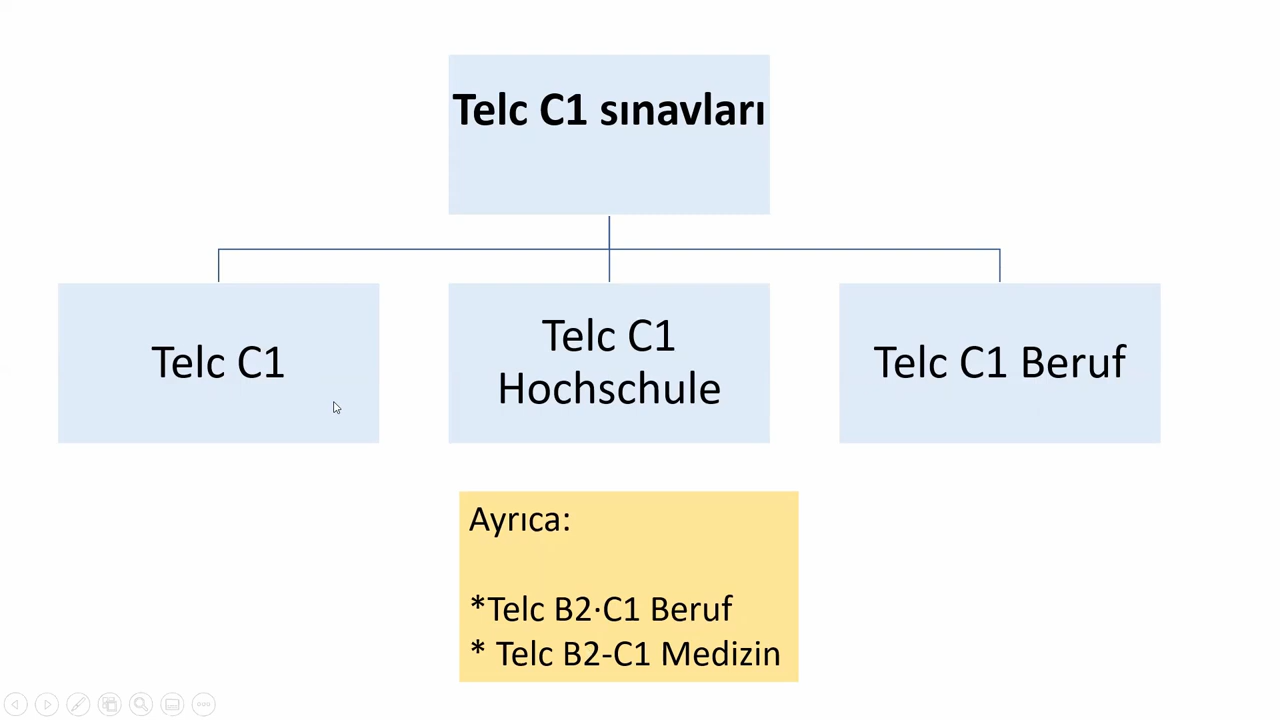 Telc C1 sınavları
Telc C1
Telc C1
Hochschule
Telc C1 Beruf
Ayrıca:
*Telc B2·C1 Beruf
* Telc B2-C1 Medizin